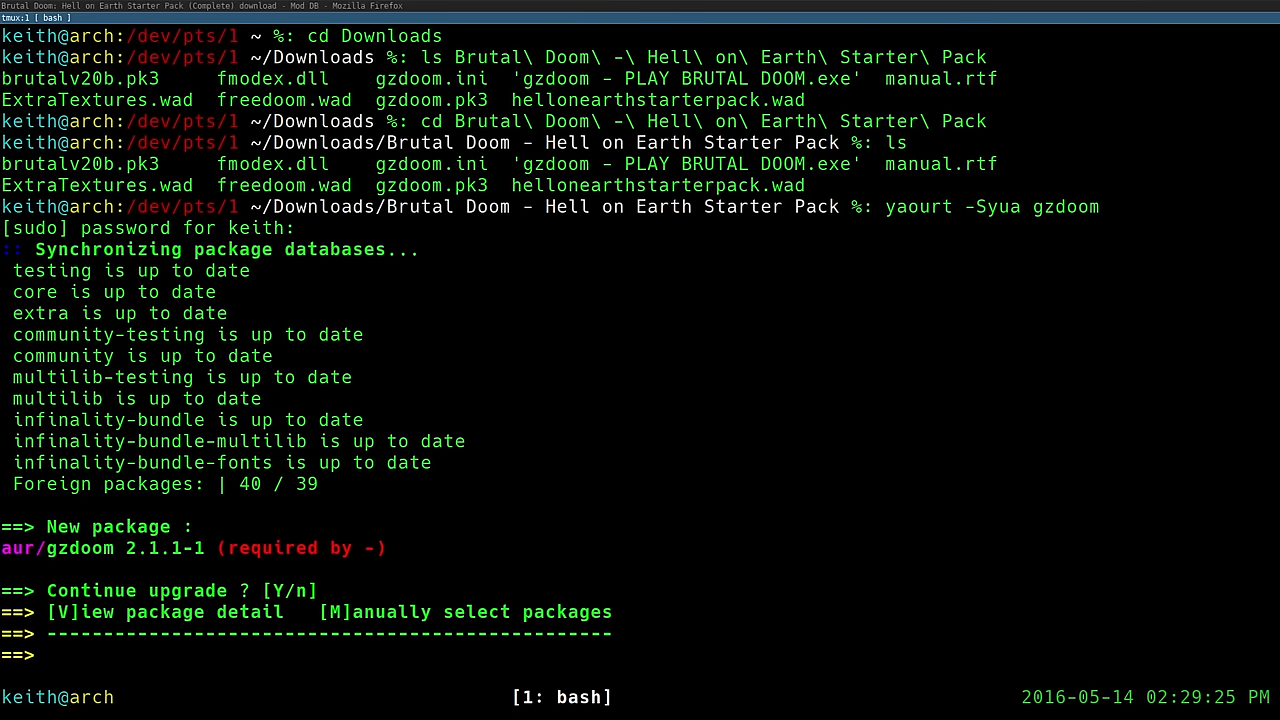 Brutal Doom: Hell on Earth Starter Pack (Complete) download - Mod DB - Mozilla Firefox
tmux:1 [ bash ]
keith@arch:/dev/pts/1 ~ %: cd Downloads
keith@arch:/dev/pts/1 ~/Downloads %: ls Brutal\ Doom\ -\ Hell\ on\ Earth\ Starter\ Pack
brutalv20b.pk3     fmodex.dll    gzdoom.ini  'gzdoom - PLAY BRUTAL DOOM.exe'  manual.rtf
ExtraTextures.wad  freedoom.wad  gzdoom.pk3  hellonearthstarterpack.wad
keith@arch:/dev/pts/1 ~/Downloads %: cd Brutal\ Doom\ -\ Hell\ on\ Earth\ Starter\ Pack
keith@arch:/dev/pts/1 ~/Downloads/Brutal Doom - Hell on Earth Starter Pack %: ls
brutalv20b.pk3     fmodex.dll    gzdoom.ini  'gzdoom - PLAY BRUTAL DOOM.exe'  manual.rtf
ExtraTextures.wad  freedoom.wad  gzdoom.pk3  hellonearthstarterpack.wad
keith@arch:/dev/pts/1 ~/Downloads/Brutal Doom - Hell on Earth Starter Pack %: yaourt -Syua gzdoom
[sudo] password for keith:
:: Synchronizing package databases...
 testing is up to date
 core is up to date
 extra is up to date
 community-testing is up to date
 community is up to date
 multilib-testing is up to date
 multilib is up to date
 infinality-bundle is up to date
 infinality-bundle-multilib is up to date
 infinality-bundle-fonts is up to date
 Foreign packages: | 40 / 39
==> New package :
aur/gzdoom 2.1.1-1 (required by -)
==> Continue upgrade ? [Y/n]
==> [V]iew package detail   [M]anually select packages
==> --------------------------------------------------
==>
keith@arch [1: bash] 2016-05-14 02:29:25 PM